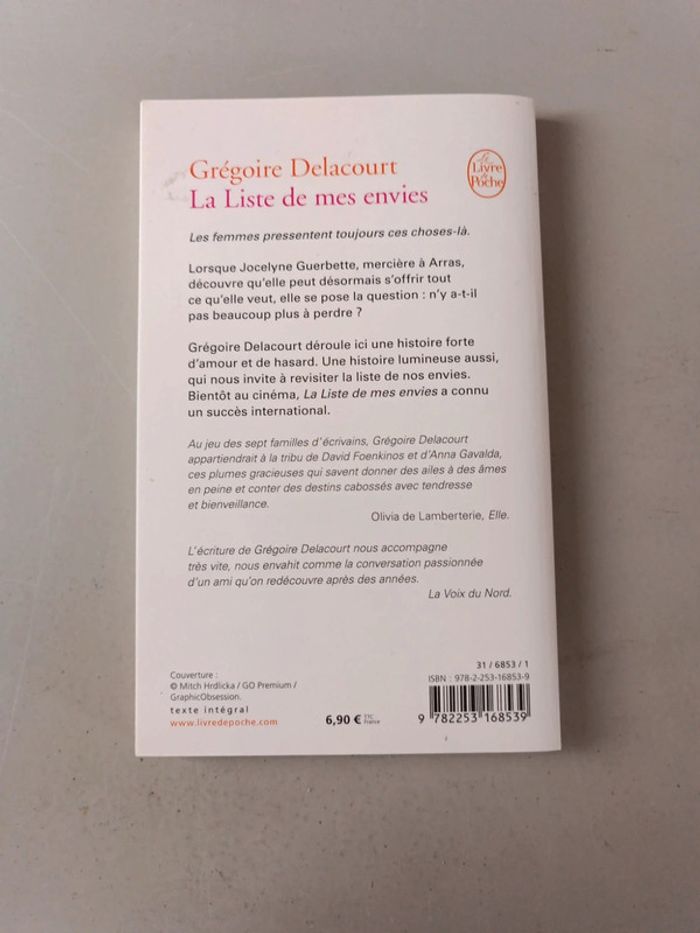 Grégoire Delacourt
La Liste de mes envies
Le
Livre
de
Poche
Les femmes pressentent toujours ces choses-là.
Lorsque Jocelyne Guerbette, mercière à Arras,
découvre qu'elle peut désormais s'offrir tout
ce qu'elle veut, elle se pose la question : n'y a-t-il
pas beaucoup plus à perdre ?
Grégoire Delacourt déroule ici une histoire forte
d'amour et de hasard. Une histoire lumineuse aussi,
qui nous invite à revisiter la liste de nos envies.
Bientôt au cinéma, La Liste de mes envies a connu
un succès international.
Au jeu des sept familles d'écrivains, Grégoire Delacourt
appartiendrait à la tribu de David Foenkinos et d'Anna Gavalda,
ces plumes gracieuses qui savent donner des ailes à des âmes
en peine et conter des destins cabossés avec tendresse
et bienveillance.
Olivia de Lamberterie, Elle.
L'écriture de Grégoire Delacourt nous accompagne
très vite, nous envahit comme la conversation passionnée
d'un ami qu'on redécouvre après des années.
La Voix du Nord.
Couverture :
© Mitch Hrdlicka / GO Premium /
GraphicObsession.
texte intégral
www.livredepoche.com
6,90 € TTC
France
31 / 6853 / 1
ISBN : 978-2-253-16853-9
9 782253 168539